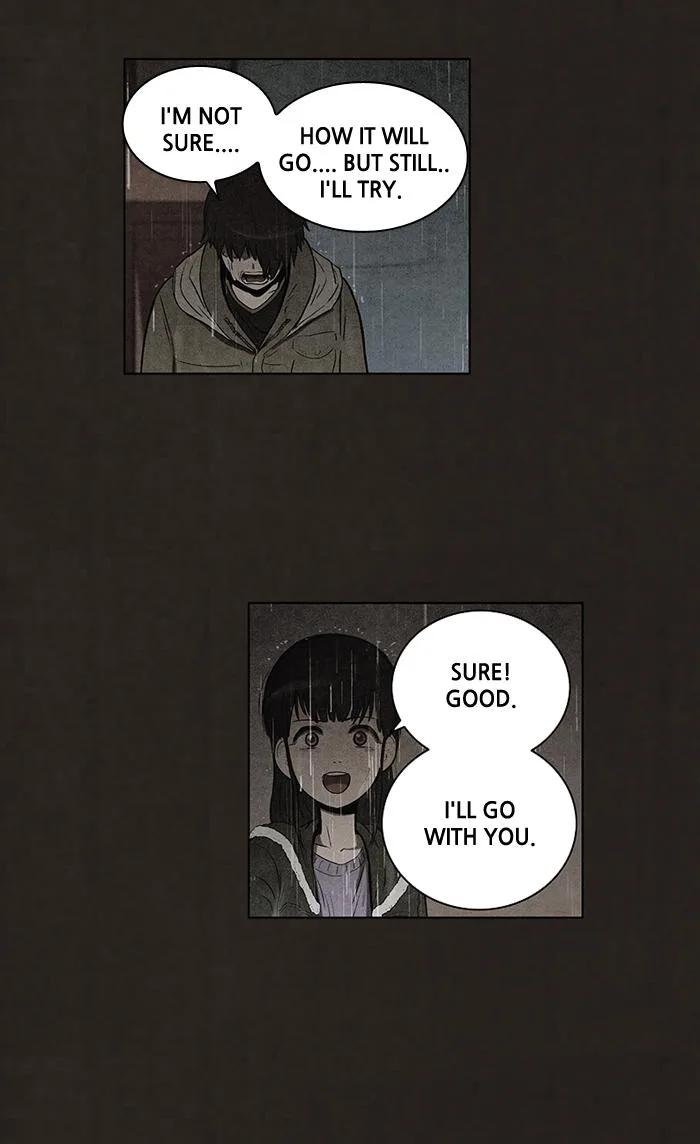 I'M NOT
SURE....
HOW IT WILL
GO.... BUT STILL..
I'LL TRY.
SURE!
GOOD.
I'LL GO
WITH YOU.